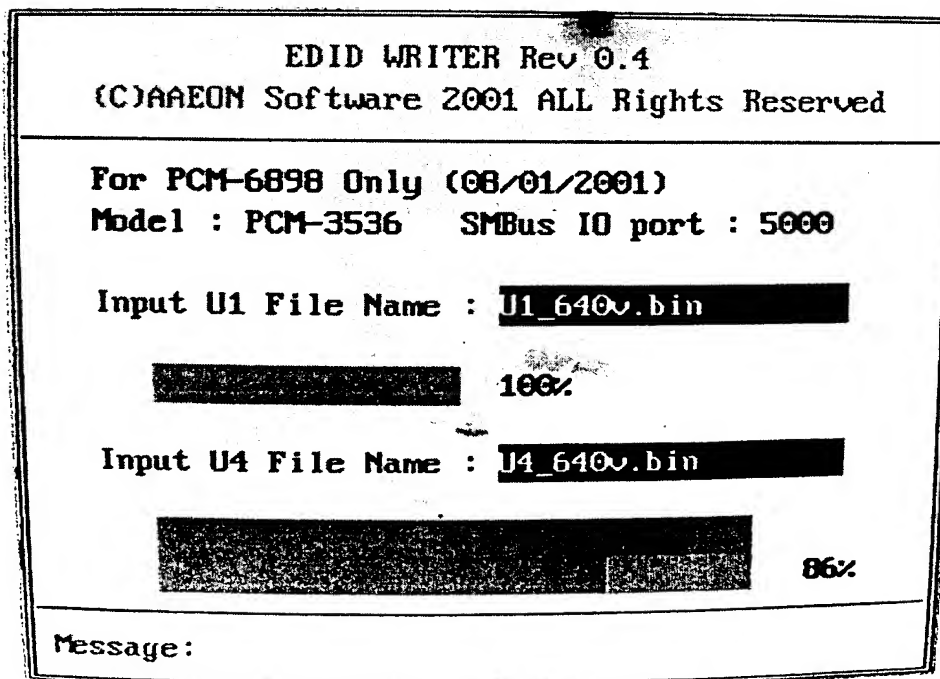 EDID WRITER Rev 0.4
(C)AAEON Software 2001 ALL Rights Reserved
For PCM-6898 Only (08/01/2001)
Model : PCM-3536 SMBus IO port : 5000
Input U1 File Name : U1_640v.bin
100%
Input U4 File Name : U4_640v.bin
86%
Message: